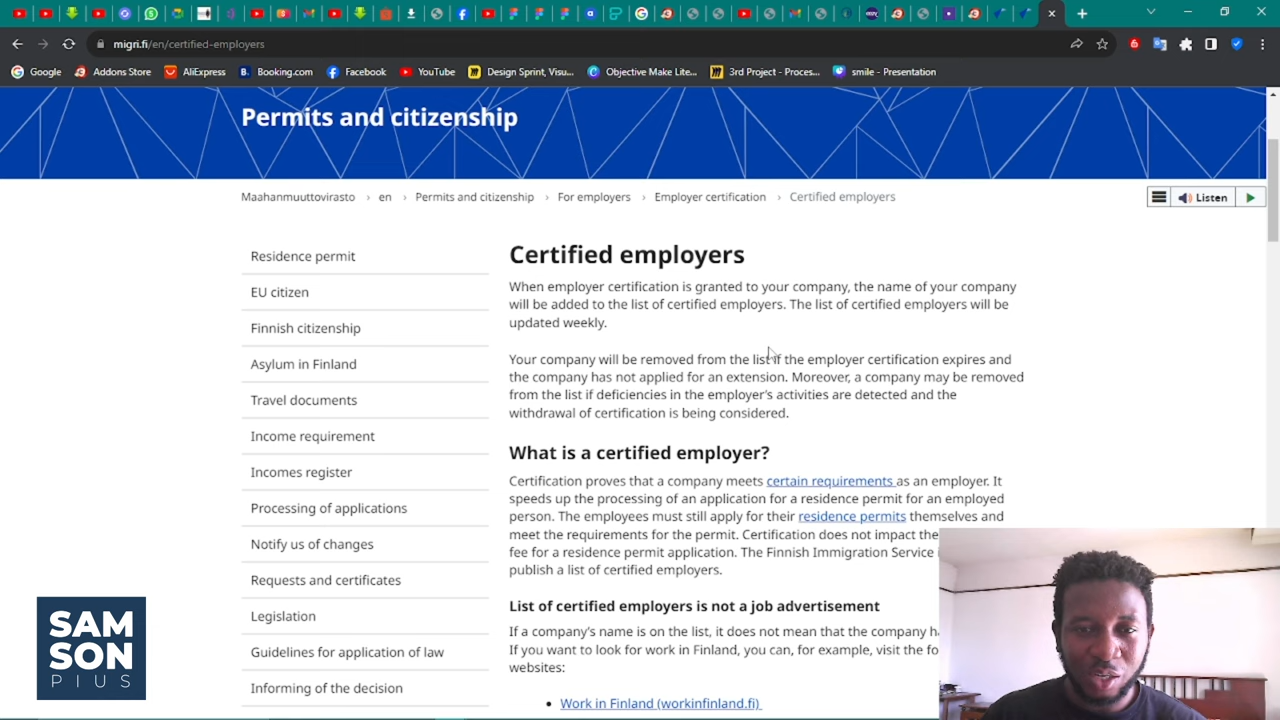 migri.fi/en/certified-employers
Google
Addons Store
AliExpress
Booking.com
Facebook
YouTube
Design Sprint, Visu...
Objective Make Lite...
3rd Project - Proces...
smile - Presentation
Permits and citizenship
Maahanmuuttovirasto › en › Permits and citizenship › For employers › Employer certification › Certified employers
Listen
Residence permit
EU citizen
Finnish citizenship
Asylum in Finland
Travel documents
Income requirement
Incomes register
Processing of applications
Notify us of changes
Requests and certificates
Legislation
Guidelines for application of law
Informing of the decision
Certified employers
When employer certification is granted to your company, the name of your company
will be added to the list of certified employers. The list of certified employers will be
updated weekly.
Your company will be removed from the list if the employer certification expires and
the company has not applied for an extension. Moreover, a company may be removed
from the list if deficiencies in the employer's activities are detected and the
withdrawal of certification is being considered.
What is a certified employer?
Certification proves that a company meets certain requirements as an employer. It
speeds up the processing of an application for a residence permit for an employed
person. The employees must still apply for their residence permits themselves and
meet the requirements for the permit. Certification does not impact the
fee for a residence permit application. The Finnish Immigration Service
publish a list of certified employers.
List of certified employers is not a job advertisement
If a company's name is on the list, it does not mean that the company
If you want to look for work in Finland, you can, for example, visit the
websites:
• Work in Finland (workinfinland.fi)
SAM
SON
PIUS